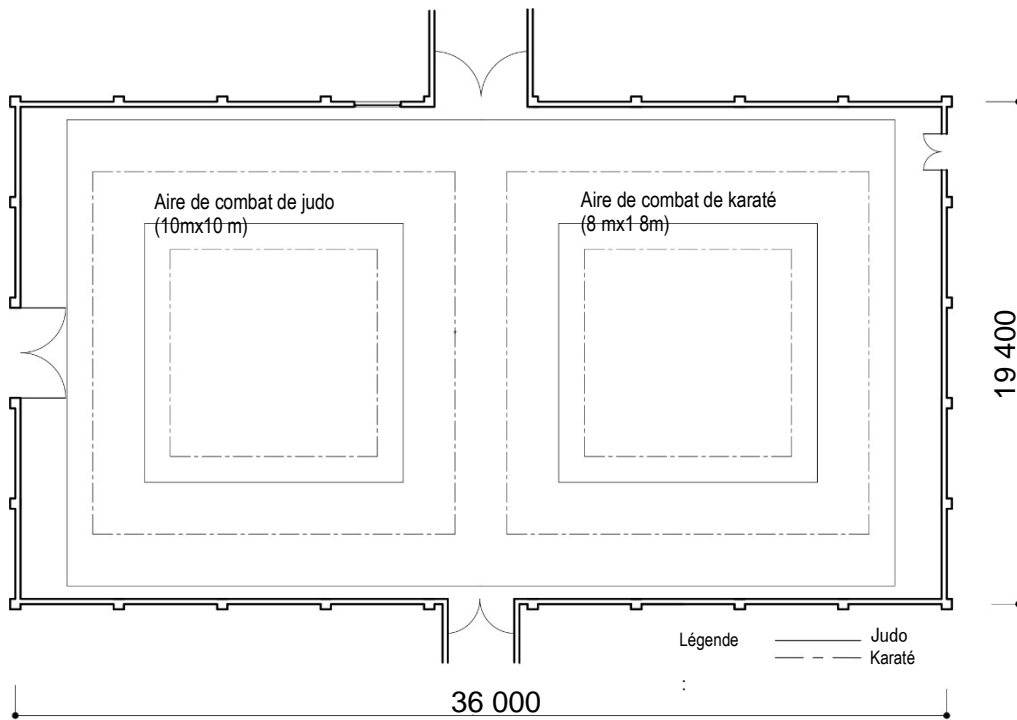 Aire de combat de judo
(10mx10 m)
Aire de combat de karaté
(8 mx1 8m)
19 400
Légende
Judo
Karaté
:
36 000